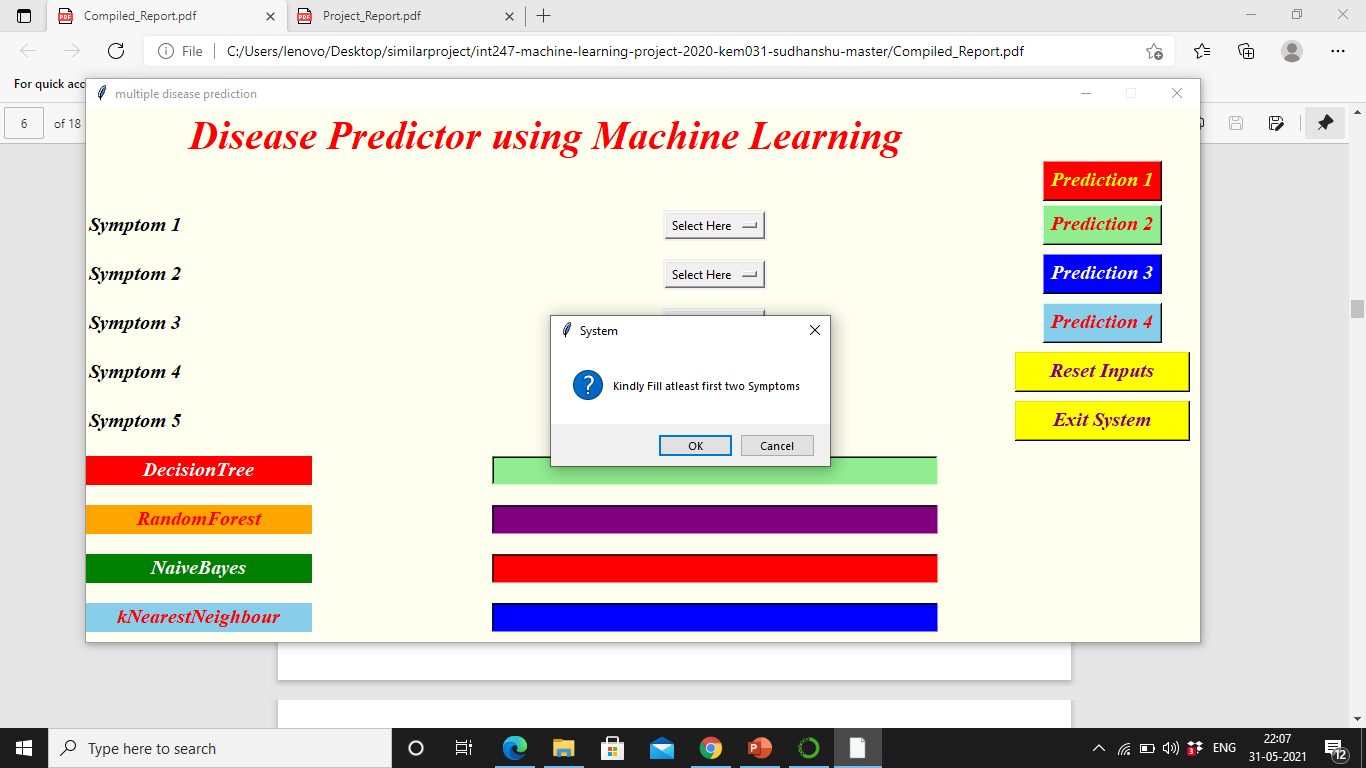 Compiled_Report.pdf
Project_Report.pdf
File
C:/Users/lenovo/Desktop/similarproject/int247-machine-learning-project-2020-kem031-sudhanshu-master/Compiled_Report.pdf
For quick acc
multiple disease prediction
6 of 18
Disease Predictor using Machine Learning
Prediction 1
Symptom 1 Select Here Prediction 2
Symptom 2 Select Here Prediction 3
Symptom 3 Prediction 4
System
Kindly Fill atleast first two Symptoms
OK Cancel
Symptom 4 Reset Inputs
Symptom 5 Exit System
DecisionTree
RandomForest
NaiveBayes
kNearestNeighbour
Type here to search
ENG
22:07
31-05-2021
12